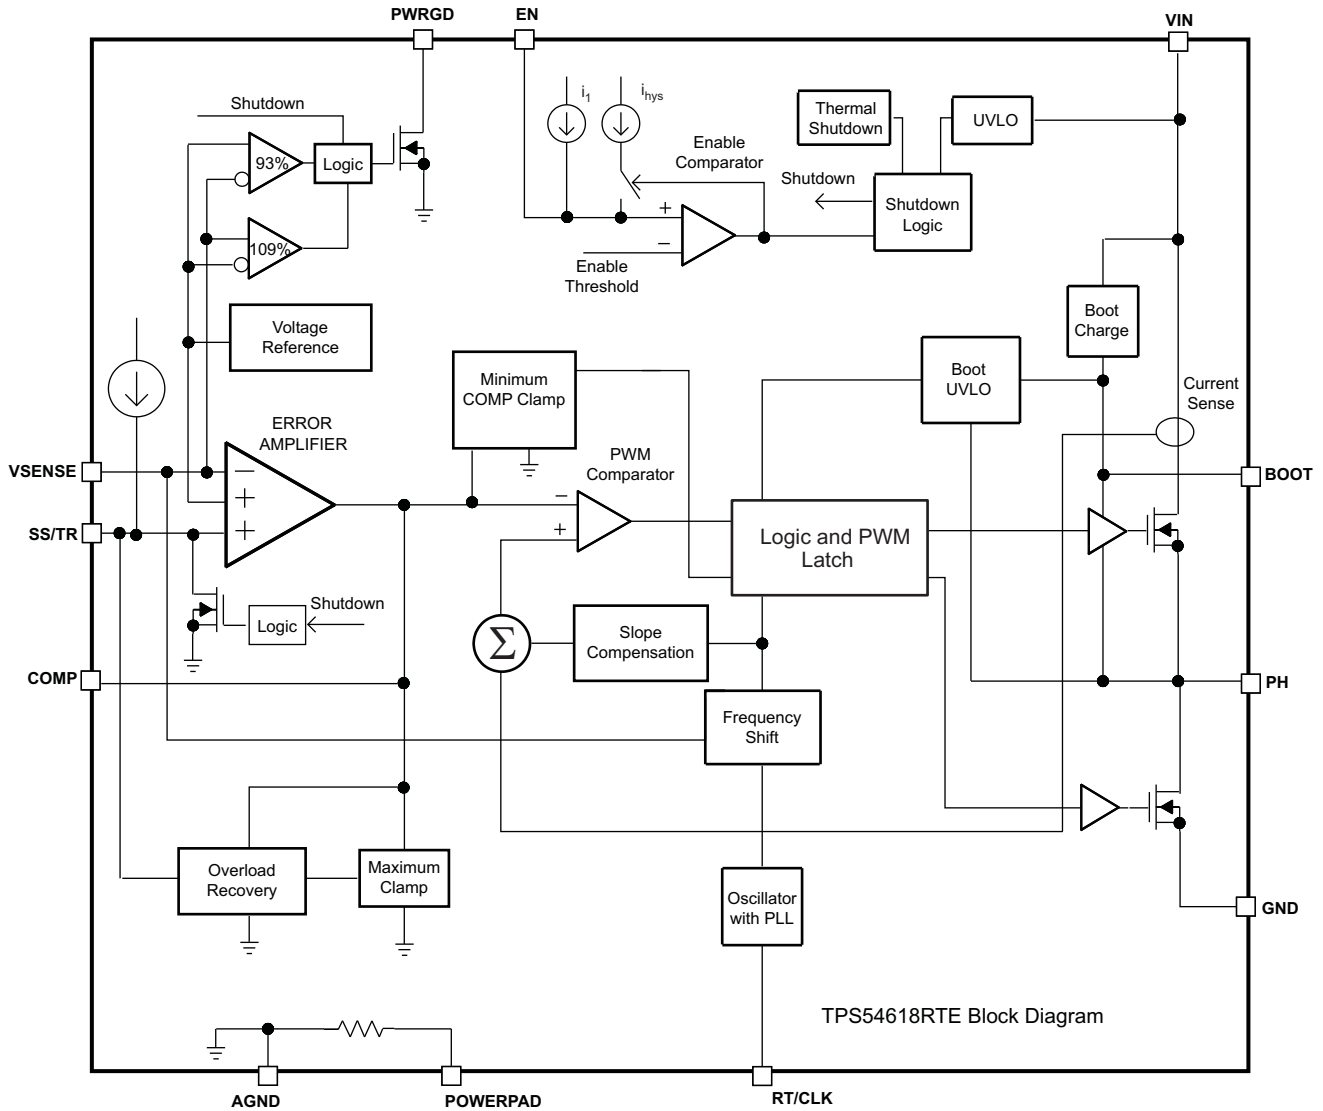 PWRGD
EN
VIN
Shutdown
i1
ihys
Thermal
Shutdown
UVLO
93%
Logic
Enable
Comparator
Shutdown
+
−
Shutdown
Logic
109%
Enable
Threshold
Voltage
Reference
Boot
Charge
Minimum
COMP Clamp
Boot
UVLO
Current
Sense
ERROR
AMPLIFIER
PWM
Comparator
VSENSE
−
+
+
−
+
BOOT
SS/TR
Logic and PWM
Latch
Logic
Shutdown
Σ
Slope
Compensation
COMP
PH
Frequency
Shift
Overload
Recovery
Maximum
Clamp
Oscillator
with PLL
GND
TPS54618RTE Block Diagram
AGND
POWERPAD
RT/CLK